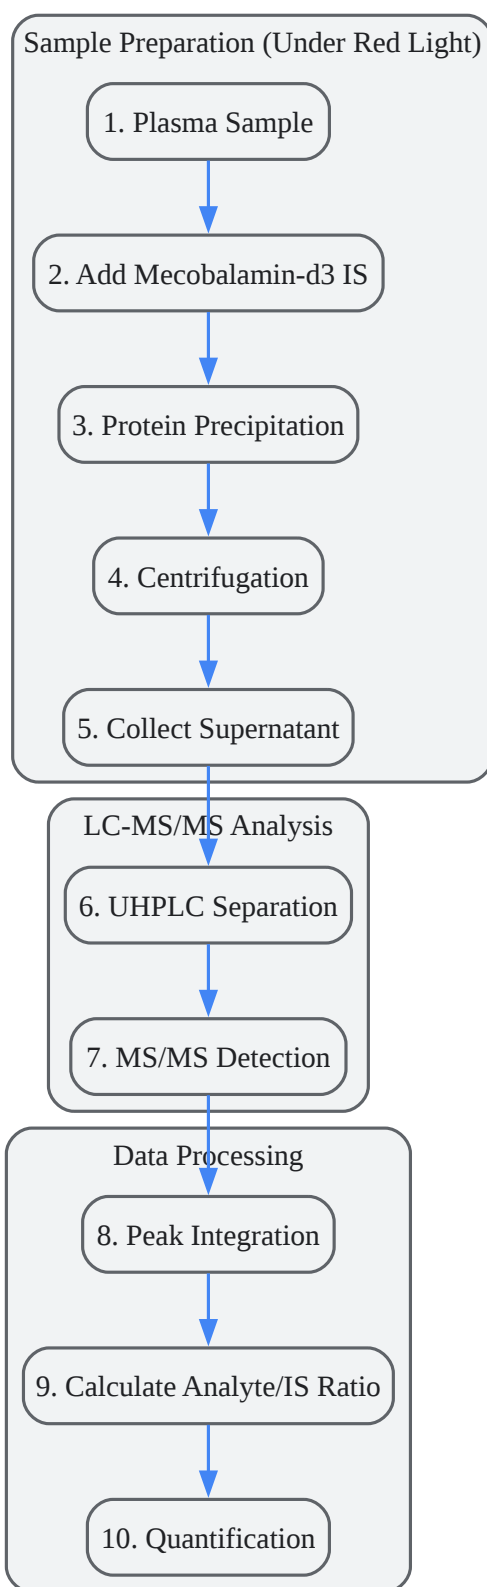 Sample Preparation (Under Red Light)
1. Plasma Sample
2. Add Mecobalamin-d3 IS
3. Protein Precipitation
4. Centrifugation
5. Collect Supernatant
LC-MS/MS Analysis
6. UHPLC Separation
7. MS/MS Detection
Data Processing
8. Peak Integration
9. Calculate Analyte/IS Ratio
10. Quantification